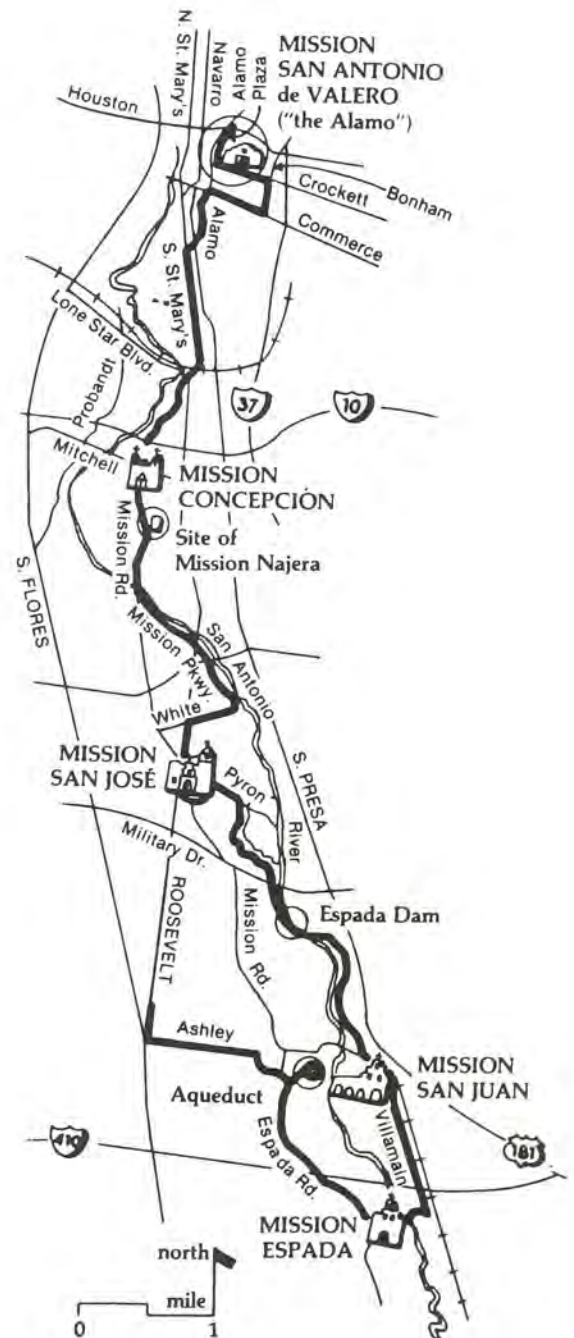 N. St. Mary's
Navarro
Alamo
Plaza
MISSION
SAN ANTONIO
de VALERO
("the Alamo")
Houston
Crockett
Bonham
Commerce
Alamo
S. St. Mary's
Lone Star Blvd.
Probandt
37
10
Mitchell
MISSION
CONCEPCIÓN
Mission Rd.
Site of
Mission Najera
S. FLORES
Mission Pkwy.
San Antonio
River
White
MISSION
SAN JOSÉ
Pyron
S. PRESA
Military Dr.
ROOSEVELT
Mission Rd.
Espada Dam
Ashley
Aqueduct
MISSION
SAN JUAN
Espada Rd.
Villamain
410
181
MISSION
ESPADA
north
mile
0 1